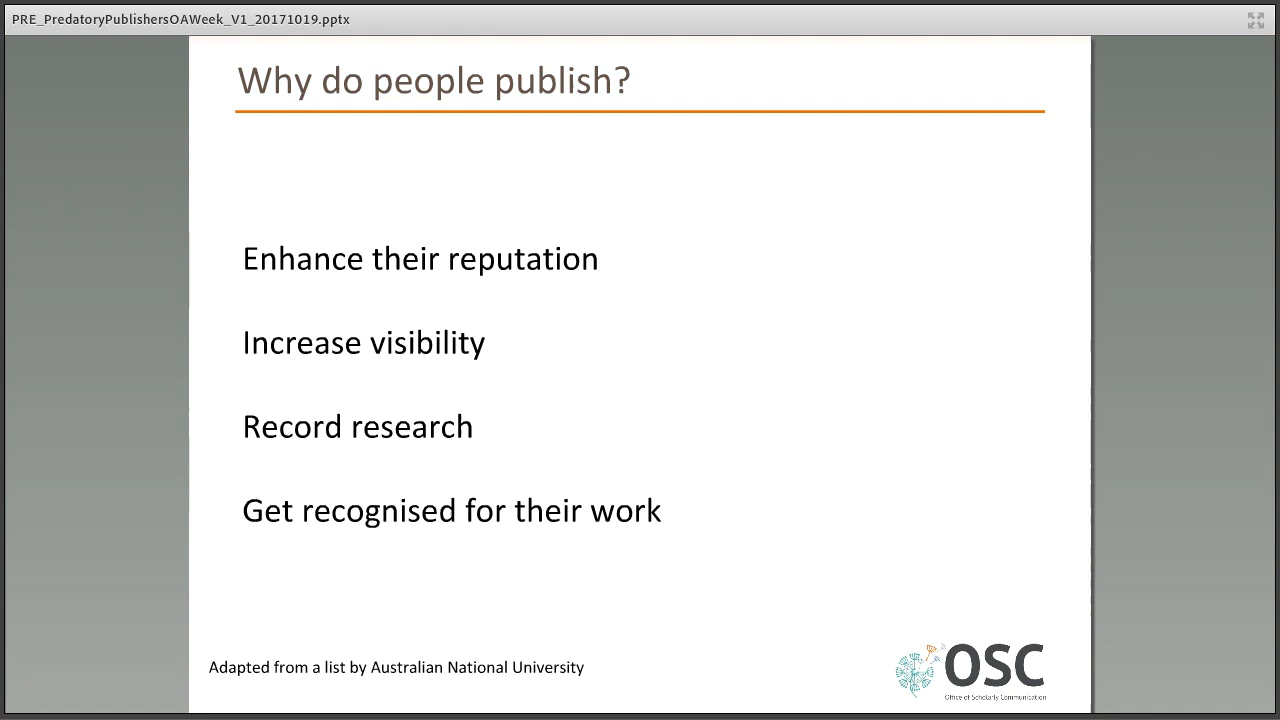 PRE_PredatoryPublishersOAWeek_V1_20171019.pptx
Why do people publish?
Enhance their reputation
Increase visibility
Record research
Get recognised for their work
Adapted from a list by Australian National University
OSC
Office of Scholarly Communication